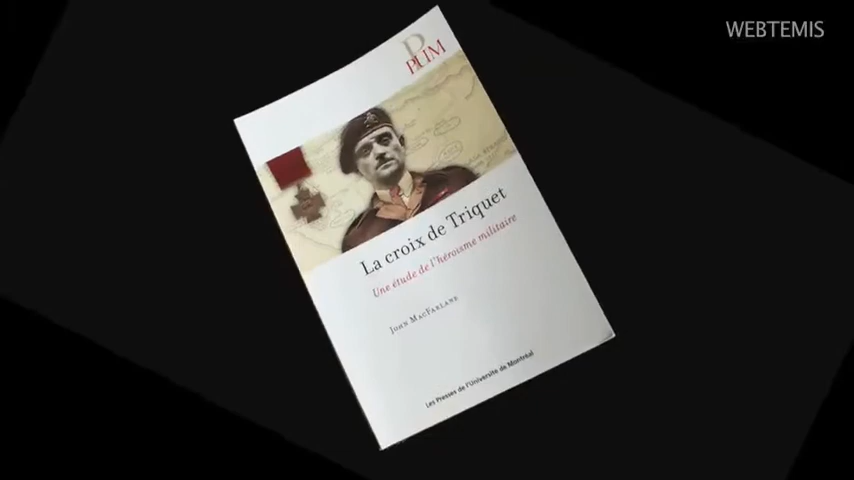 WEBTEMIS
PUM
La croix de Triquet
Une étude de l'héroïsme militaire
John MacFarlane
Les Presses de l'Université de Montréal